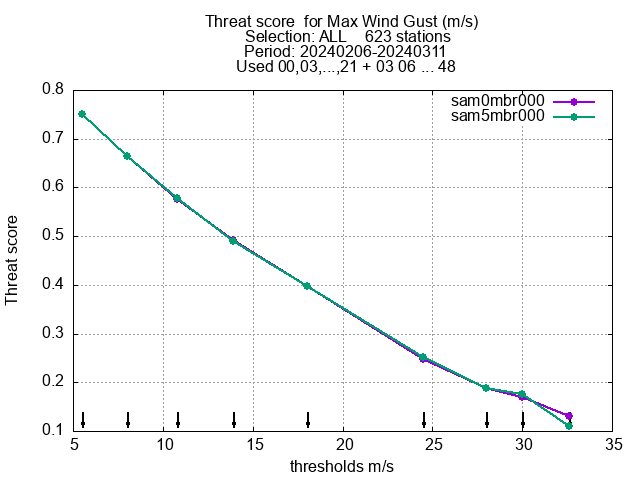 Threat score  for Max Wind Gust (m/s)
Selection: ALL    623 stations
Period: 20240206-20240311
Used 00,03,...,21 + 03 06 ... 48
sam0mbr000
sam5mbr000
Threat score
0.8
0.7
0.6
0.5
0.4
0.3
0.2
0.1
5 10 15 20 25 30 35
thresholds m/s